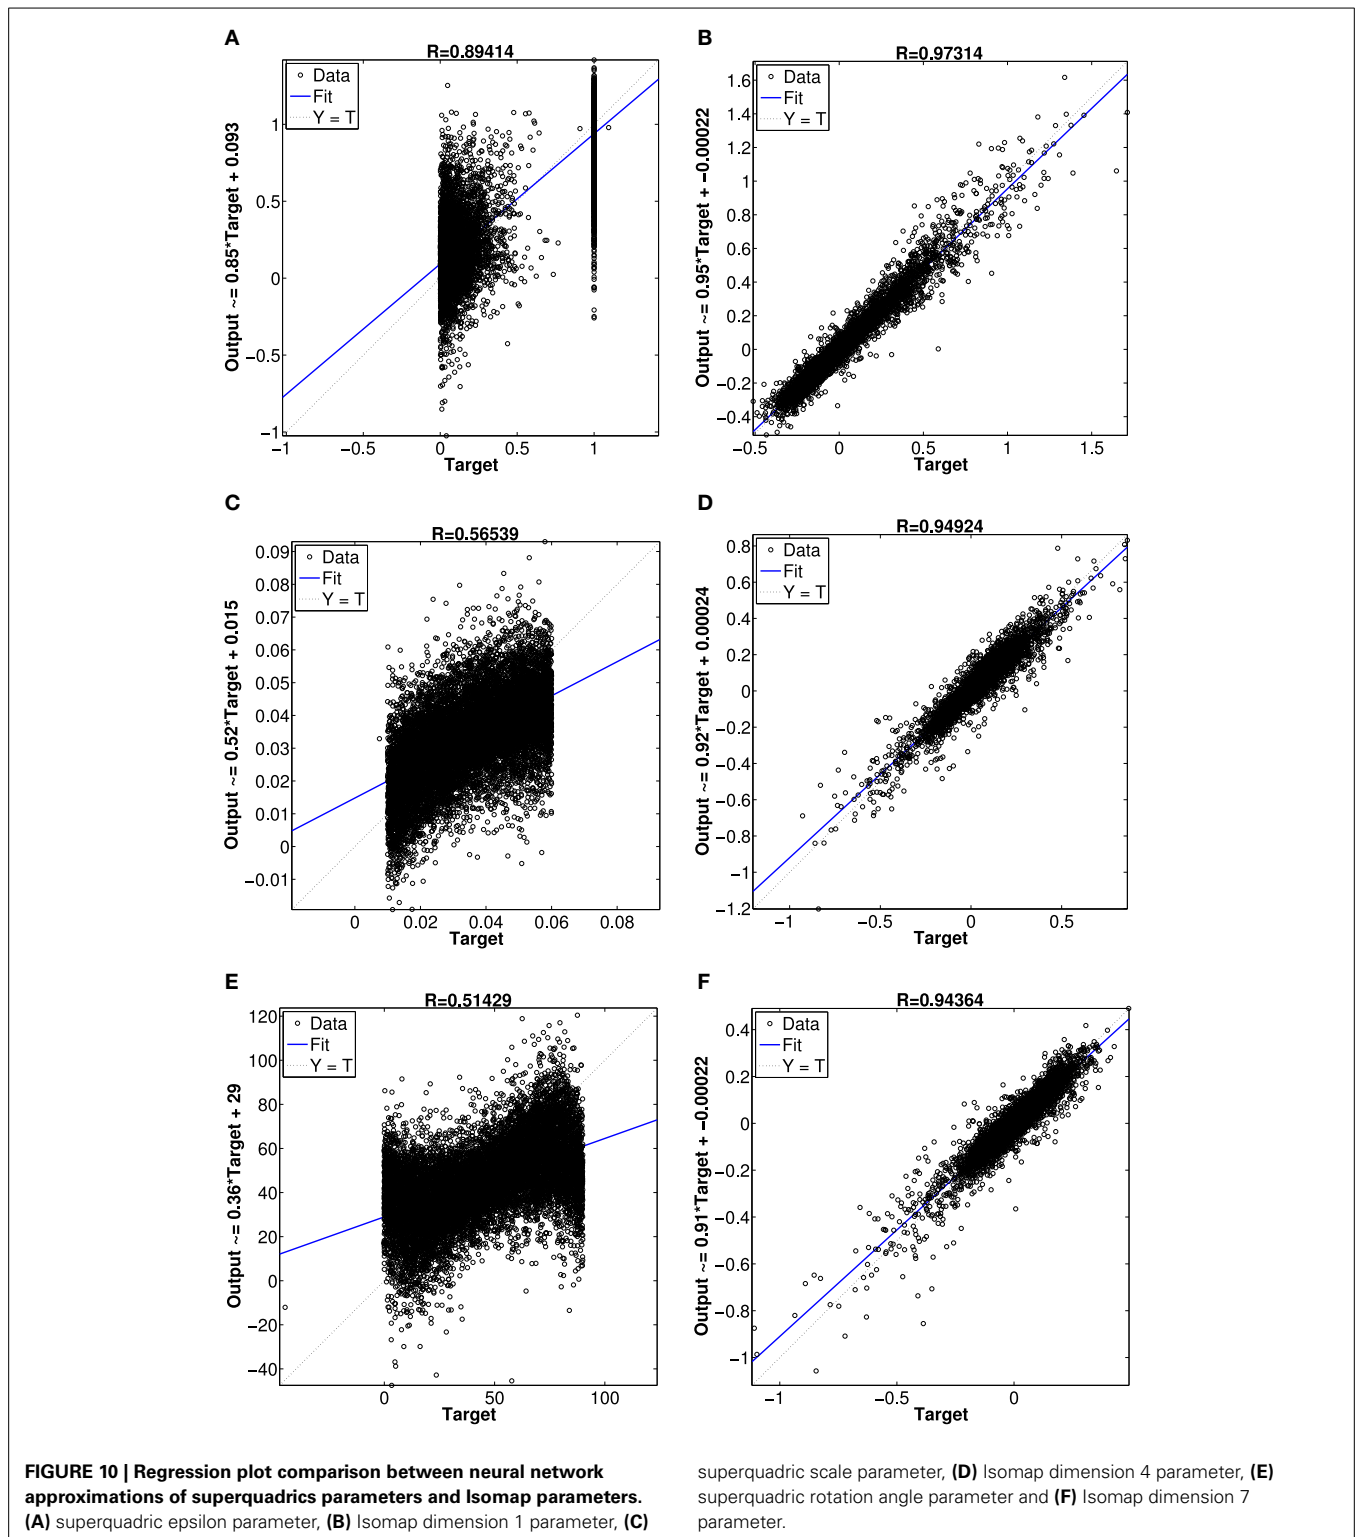 A
R=0.89414
Data
Fit
Y = T
1
0.5
0
−0.5
−1
−1
−0.5
0
0.5
1
Target
Output ~= 0.85*Target + 0.093
B
R=0.97314
Data
Fit
Y = T
1.6
1.4
1.2
1
0.8
0.6
0.4
0.2
0
−0.2
−0.4
−0.5
0
0.5
1
1.5
Target
Output ~= 0.95*Target + −0.00022
C
R=0.56539
Data
Fit
Y = T
0.09
0.08
0.07
0.06
0.05
0.04
0.03
0.02
0.01
0
−0.01
0
0.02
0.04
0.06
0.08
Target
Output ~= 0.52*Target + 0.015
D
R=0.94924
Data
Fit
Y = T
0.8
0.6
0.4
0.2
0
−0.2
−0.4
−0.6
−0.8
−1
−1.2
−1
−0.5
0
0.5
Target
Output ~= 0.92*Target + 0.00024
E
R=0.51429
Data
Fit
Y = T
120
100
80
60
40
20
0
−20
−40
0
50
100
Target
Output ~= 0.36*Target + 29
F
R=0.94364
Data
Fit
Y = T
0.4
0.2
0
−0.2
−0.4
−0.6
−0.8
−1
−1
−0.5
0
Target
Output ~= 0.91*Target + −0.00022
FIGURE 10 | Regression plot comparison between neural network
approximations of superquadrics parameters and Isomap parameters.
(A) superquadric epsilon parameter, (B) Isomap dimension 1 parameter, (C)
superquadric scale parameter, (D) Isomap dimension 4 parameter, (E)
superquadric rotation angle parameter and (F) Isomap dimension 7
parameter.